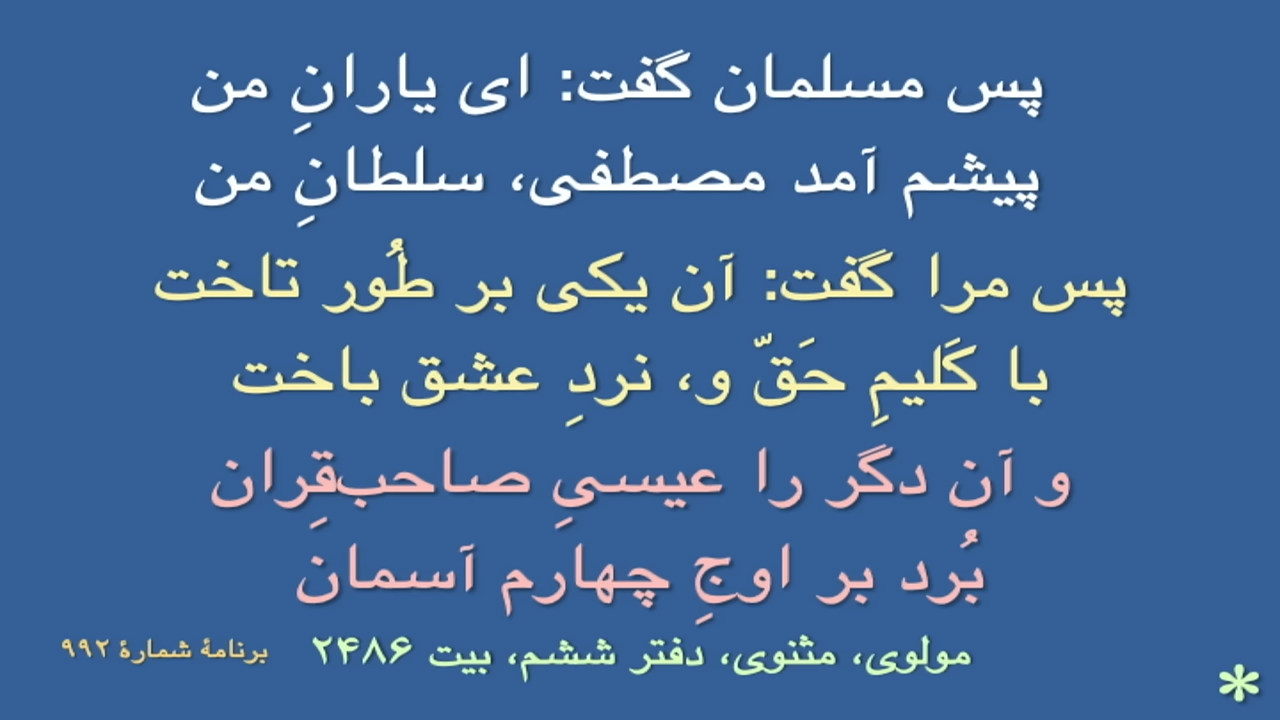 پس مسلمان گفت: ای یارانِ من
پیشم آمد مصطفی، سلطانِ من
پس مرا گفت: آن یکی بر طُور تاخت
با کَلیمِ حَقّ و، نردِ عشق باخت
و آن دگر را عیسیِ صاحب‌قِران
بُرد بر اوجِ چهارم آسمان
مولوی، مثنوی، دفتر ششم، بیت ۲۴۸۶ برنامهٔ شمارهٔ ۹۹۲
*